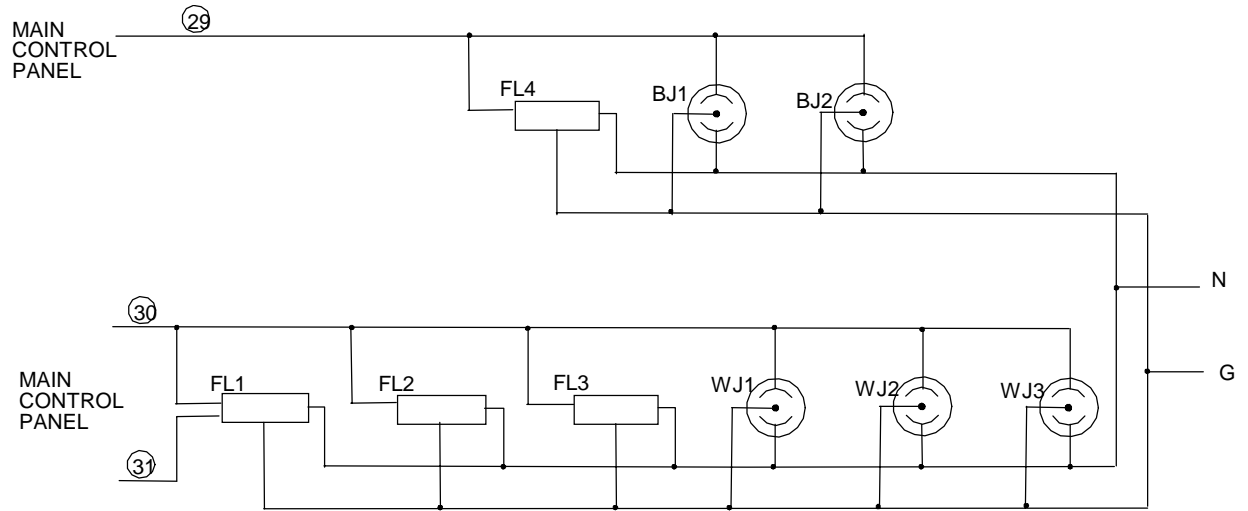 29
MAIN
CONTROL
PANEL
FL4
BJ1
BJ2
N
30
MAIN
CONTROL
PANEL
FL1
FL2
FL3
WJ1
WJ2
WJ3
G
31